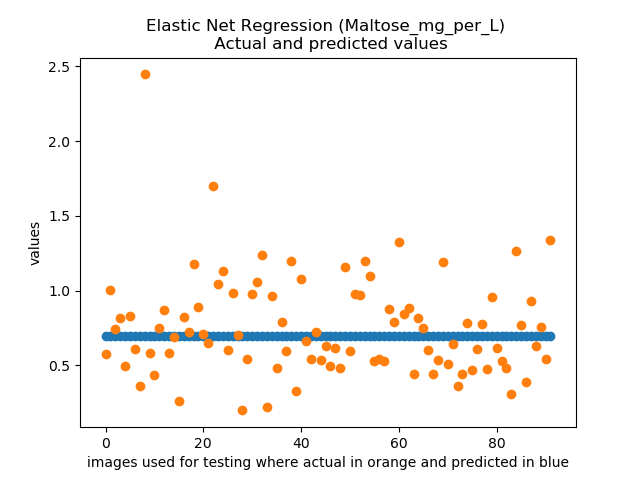 Elastic Net Regression (Maltose_mg_per_L)
Actual and predicted values
2.5
2.0
1.5
1.0
0.5
values
0 20 40 60 80
images used for testing where actual in orange and predicted in blue